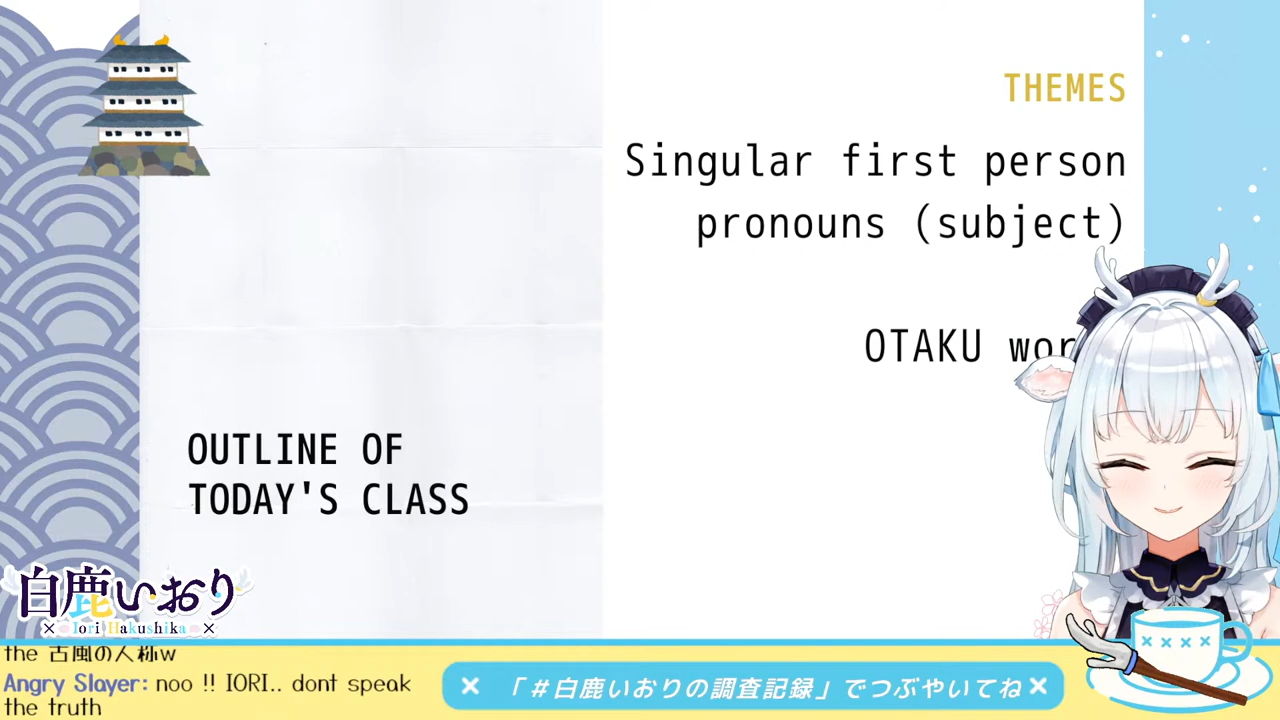 THEMES
Singular first person
pronouns (subject)
OTAKU
OUTLINE OF
TODAY'S CLASS
白鹿いおり
Iori Hakushika
the 古風の人称w
Angry Slayer: noo !! IORI.. dont speak
the truth
「#白鹿いおりの調査記録」でつぶやいてね